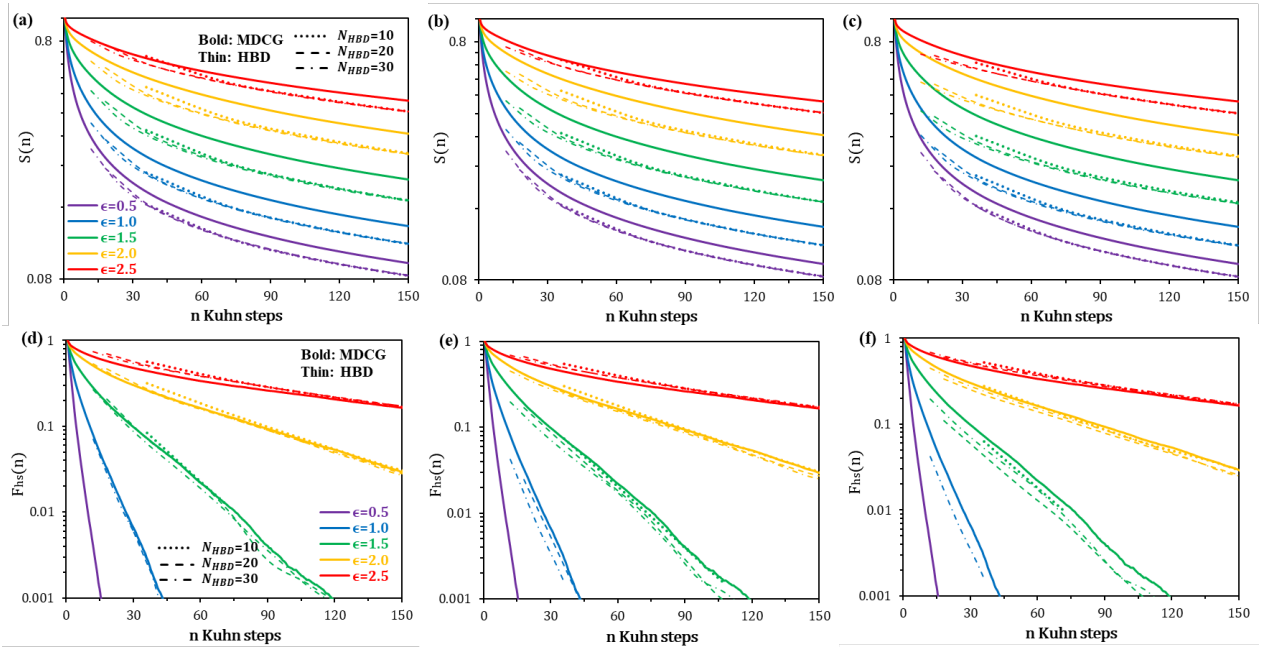 (a)
(b)
(c)
0.8
0.8
0.8
Bold: MDCG
Thin: HBD
N_HBD=10
N_HBD=20
N_HBD=30
S(n)
S(n)
S(n)
ϵ=0.5
ϵ=1.0
ϵ=1.5
ϵ=2.0
ϵ=2.5
0.08
0.08
0.08
0 30 60 90 120 150
0 30 60 90 120 150
0 30 60 90 120 150
n Kuhn steps
n Kuhn steps
n Kuhn steps
(d)
(e)
(f)
1
0.1
0.01
0.001
Fhs(n)
Bold: MDCG
Thin: HBD
N_HBD=10
N_HBD=20
N_HBD=30
ϵ=0.5
ϵ=1.0
ϵ=1.5
ϵ=2.0
ϵ=2.5
0 30 60 90 120 150
n Kuhn steps
1
0.1
0.01
0.001
Fhs(n)
0 30 60 90 120 150
n Kuhn steps
1
0.1
0.01
0.001
Fhs(n)
0 30 60 90 120 150
n Kuhn steps